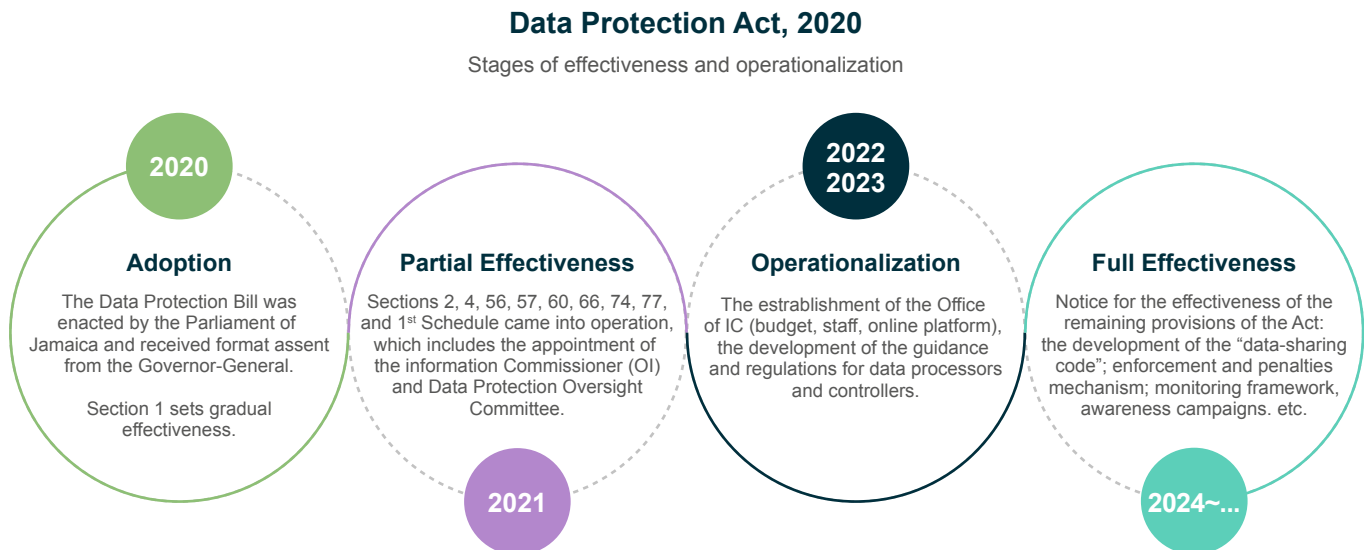 Data Protection Act, 2020
Stages of effectiveness and operationalization
2020
Adoption
The Data Protection Bill was
enacted by the Parliament of
Jamaica and received format assent
from the Governor-General.
Section 1 sets gradual
effectiveness.
Partial Effectiveness
Sections 2, 4, 56, 57, 60, 66, 74, 77,
and 1st Schedule came into operation,
which includes the appointment of
the information Commissioner (OI)
and Data Protection Oversight
Committee.
2021
2022
2023
Operationalization
The estrablishment of the Office
of IC (budget, staff, online platform),
the development of the guidance
and regulations for data processors
and controllers.
Full Effectiveness
Notice for the effectiveness of the
remaining provisions of the Act:
the development of the “data-sharing
code”; enforcement and penalties
mechanism; monitoring framework,
awareness campaigns. etc.
2024~...